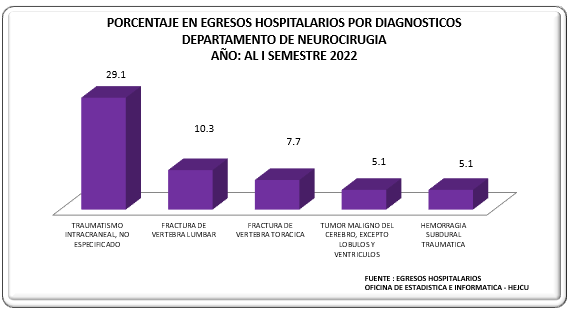 PORCENTAJE EN EGRESOS HOSPITALARIOS POR DIAGNOSTICOS
DEPARTAMENTO DE NEUROCIRUGIA
AÑO: AL I SEMESTRE 2022
29.1
10.3
7.7
5.1
5.1
TRAUMATISMO
INTRACRANEAL, NO
ESPECIFICADO
FRACTURA DE
VERTEBRA LUMBAR
FRACTURA DE
VERTEBRA TORACICA
TUMOR MALIGNO DEL
CEREBRO, EXCEPTO
LOBULOS Y
VENTRICULOS
HEMORRAGIA
SUBDURAL
TRAUMATICA
FUENTE : EGRESOS HOSPITALARIOS
OFICINA DE ESTADISTICA E INFORMATICA - HEJCU